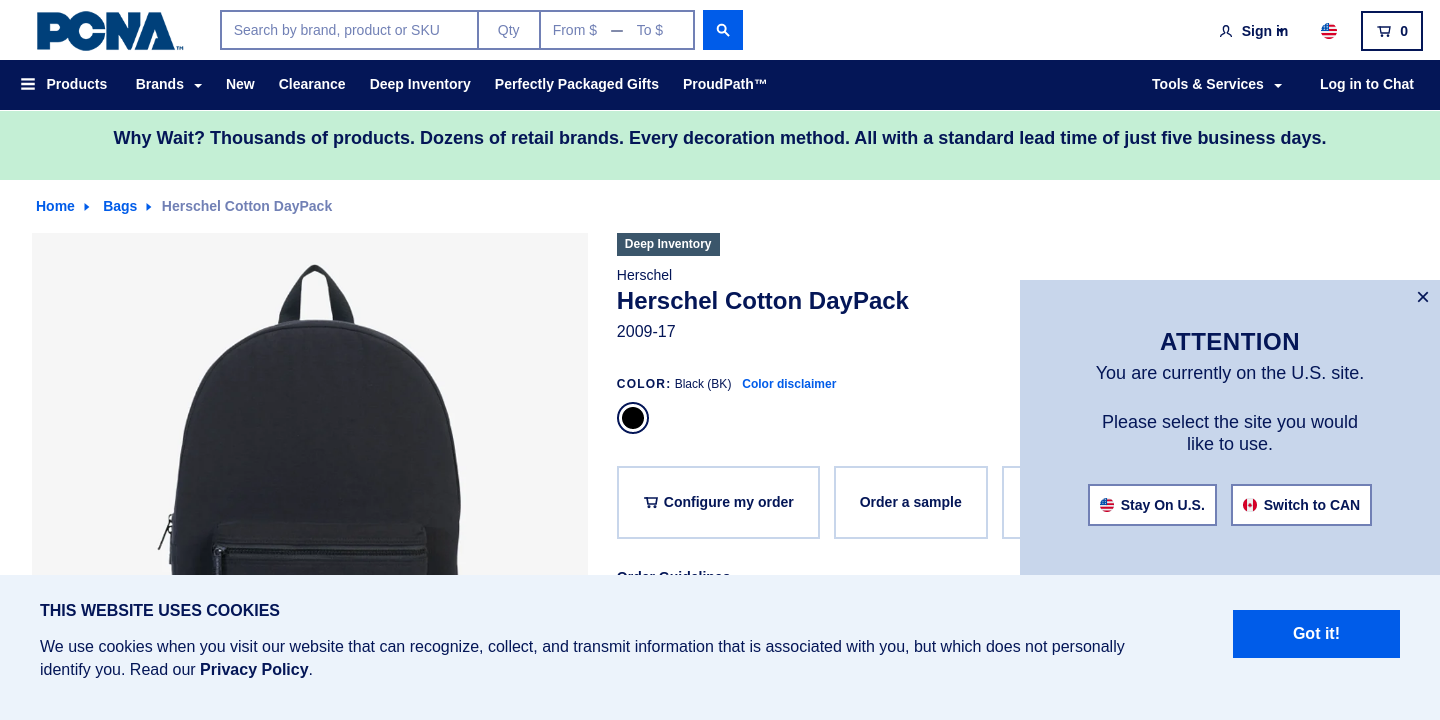 PCNA™
Search by brand, product or SKU
Qty
From $ — To $
Sign in
0
Products
Brands
New
Clearance
Deep Inventory
Perfectly Packaged Gifts
ProudPath™
Tools & Services
Log in to Chat
Why Wait? Thousands of products. Dozens of retail brands. Every decoration method. All with a standard lead time of just five business days.
Home
Bags
Herschel Cotton DayPack
Deep Inventory
Herschel
Herschel Cotton DayPack
2009-17
COLOR: Black (BK) Color disclaimer
Configure my order
Order a sample
Order Guidelines
×
ATTENTION
You are currently on the U.S. site.
Please select the site you would
like to use.
Stay On U.S.
Switch to CAN
THIS WEBSITE USES COOKIES
We use cookies when you visit our website that can recognize, collect, and transmit information that is associated with you, but which does not personally
identify you. Read our Privacy Policy.
Got it!